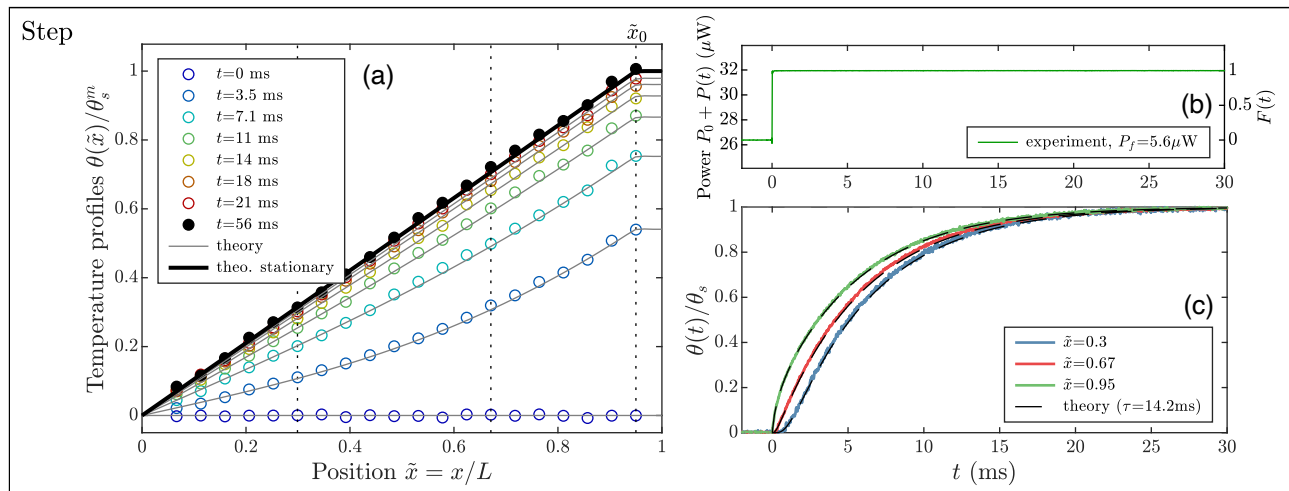 Step
x̃₀
(a)
t=0 ms
t=3.5 ms
t=7.1 ms
t=11 ms
t=14 ms
t=18 ms
t=21 ms
t=56 ms
theory
theo. stationary
Temperature profiles θ(x̃)/θₛᵐ
1
0.8
0.6
0.4
0.2
0
0 0.2 0.4 0.6 0.8 1
Position x̃ = x/L
Power P₀ + P(t) (μW)
32
30
28
26
1
0.5
0
F(t)
(b)
experiment, P_f=5.6μW
0 5 10 15 20 25 30
θ(t)/θₛ
1
0.8
0.6
0.4
0.2
0
(c)
x̃=0.3
x̃=0.67
x̃=0.95
theory (τ=14.2ms)
0 5 10 15 20 25 30
t (ms)